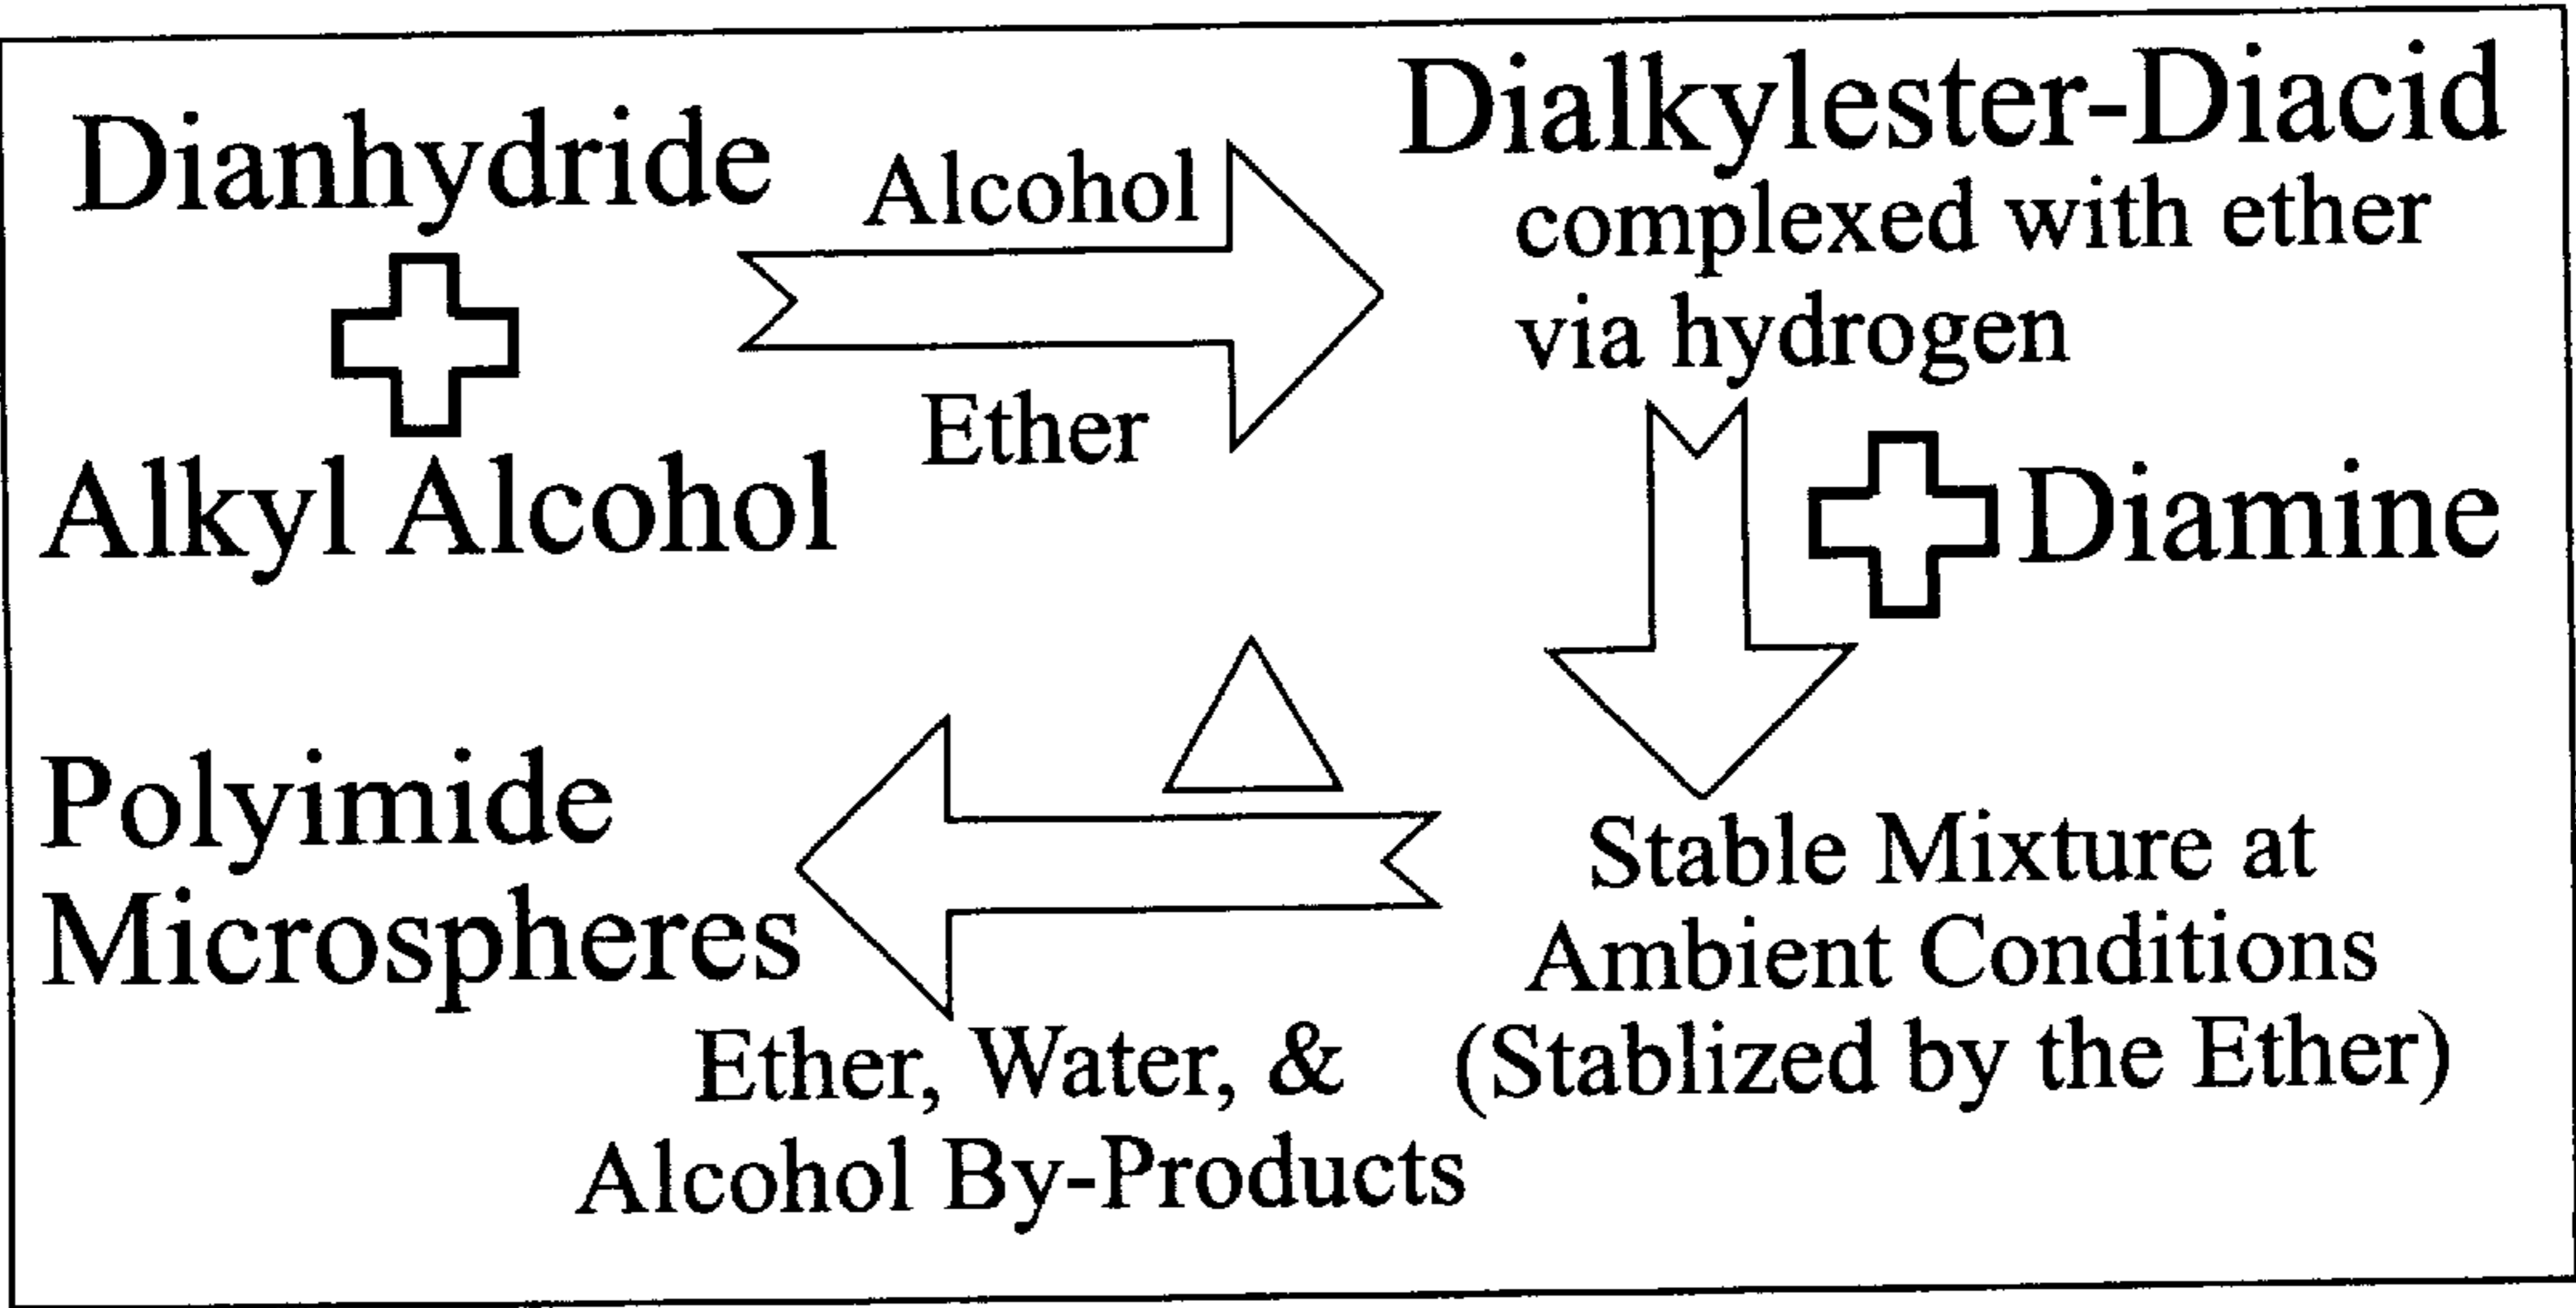 Dianhydride
Alkyl Alcohol
Alcohol
Ether
Dialkylester-Diacid
complexed with ether
via hydrogen
Diamine
Stable Mixture at
Ambient Conditions
(Stablized by the Ether)
Ether, Water, &
Alcohol By-Products
Polyimide
Microspheres